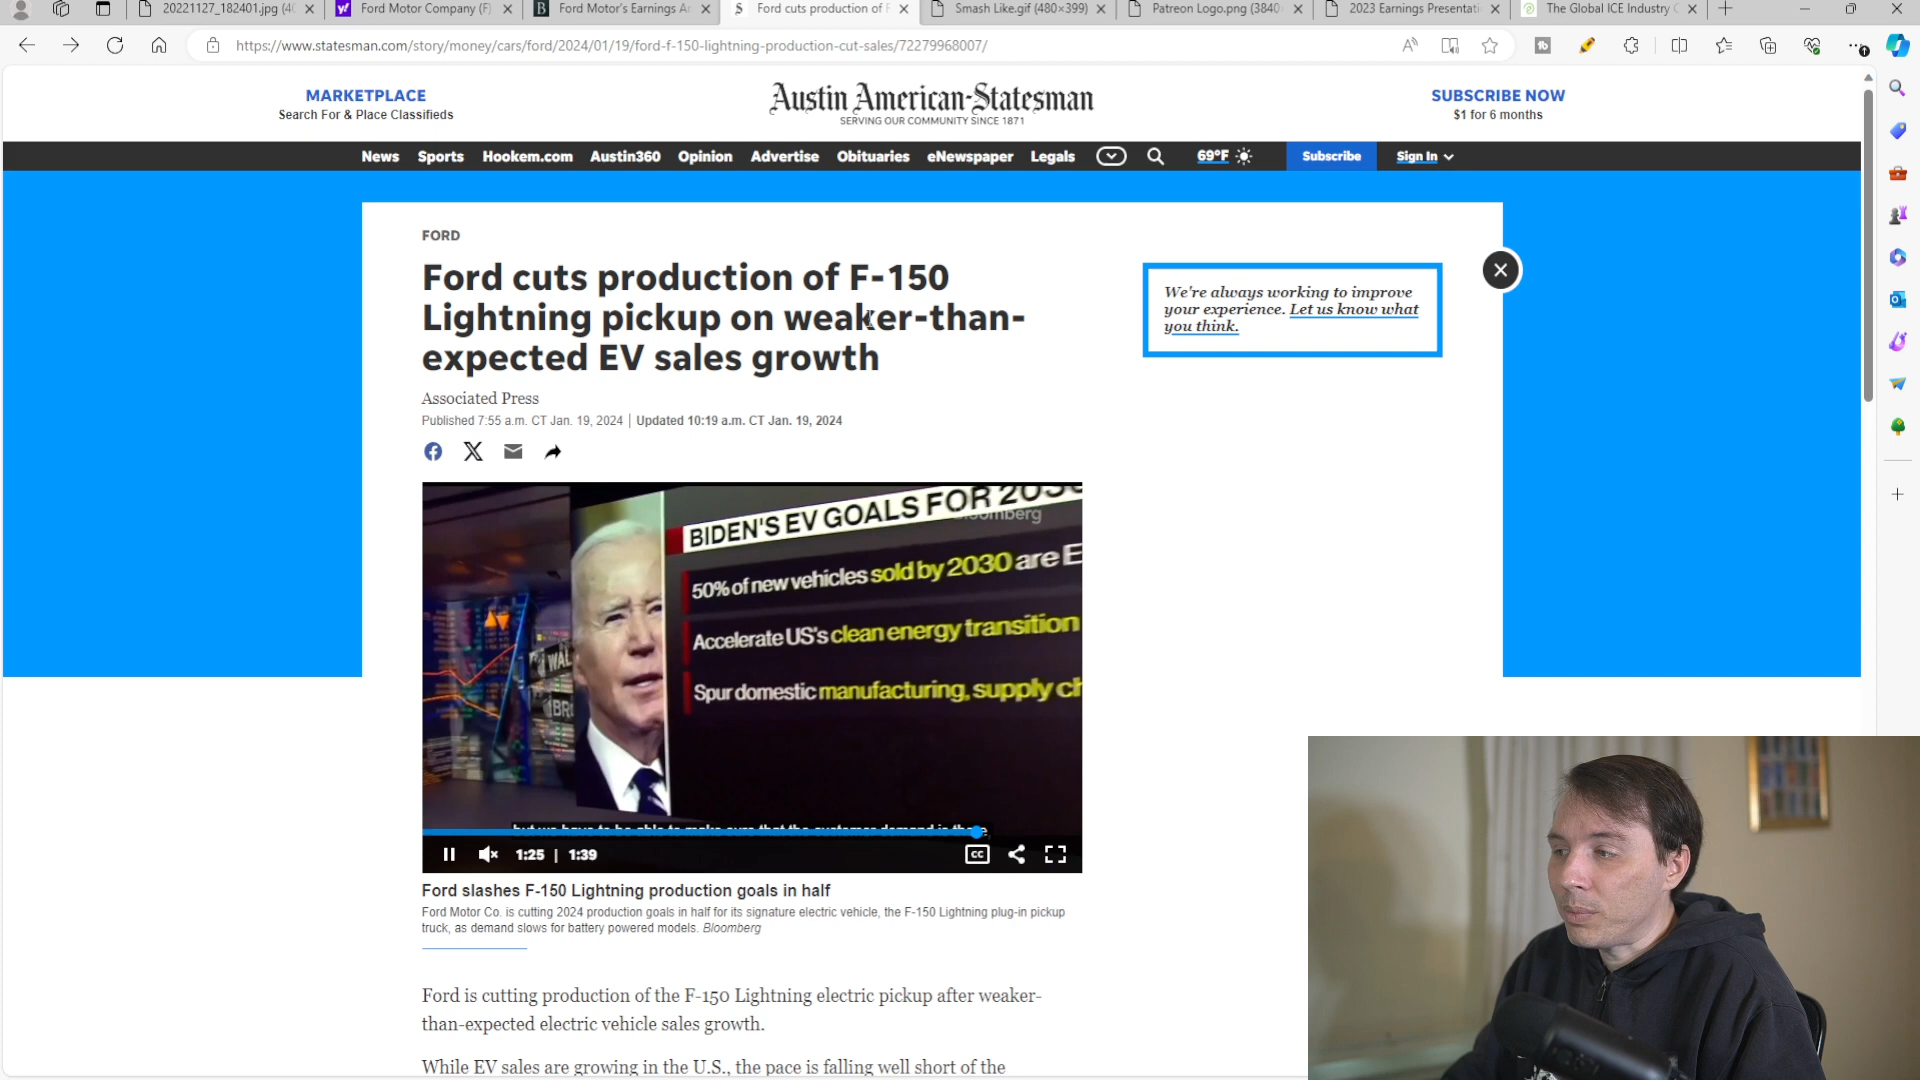 20221127_182401.jpg (40
Ford Motor Company (F)
Ford Motor's Earnings Ar
Ford cuts production of F
Smash Like.gif (480×399)
Patreon Logo.png (3840
2023 Earnings Presentati
The Global ICE Industry
https://www.statesman.com/story/money/cars/ford/2024/01/19/ford-f-150-lightning-production-cut-sales/72279968007/
MARKETPLACE
Search For & Place Classifieds
Austin American-Statesman
SERVING OUR COMMUNITY SINCE 1871
SUBSCRIBE NOW
$1 for 6 months
News Sports Hookem.com Austin360 Opinion Advertise Obituaries eNewspaper Legals 69°F Subscribe Sign In
FORD
Ford cuts production of F-150
Lightning pickup on weaker-than-
expected EV sales growth
We're always working to improve
your experience. Let us know what
you think.
Associated Press
Published 7:55 a.m. CT Jan. 19, 2024 | Updated 10:19 a.m. CT Jan. 19, 2024
BIDEN'S EV GOALS FOR 2030
50% of new vehicles sold by 2030 are E
Accelerate US's clean energy transition
Spur domestic manufacturing, supply ch
WAL
but we have to be able to make sure that the customer demand is there.
1:25 | 1:39
CC
Ford slashes F-150 Lightning production goals in half
Ford Motor Co. is cutting 2024 production goals in half for its signature electric vehicle, the F-150 Lightning plug-in pickup
truck, as demand slows for battery powered models. Bloomberg
Ford is cutting production of the F-150 Lightning electric pickup after weaker-
than-expected electric vehicle sales growth.
While EV sales are growing in the U.S., the pace is falling well short of the